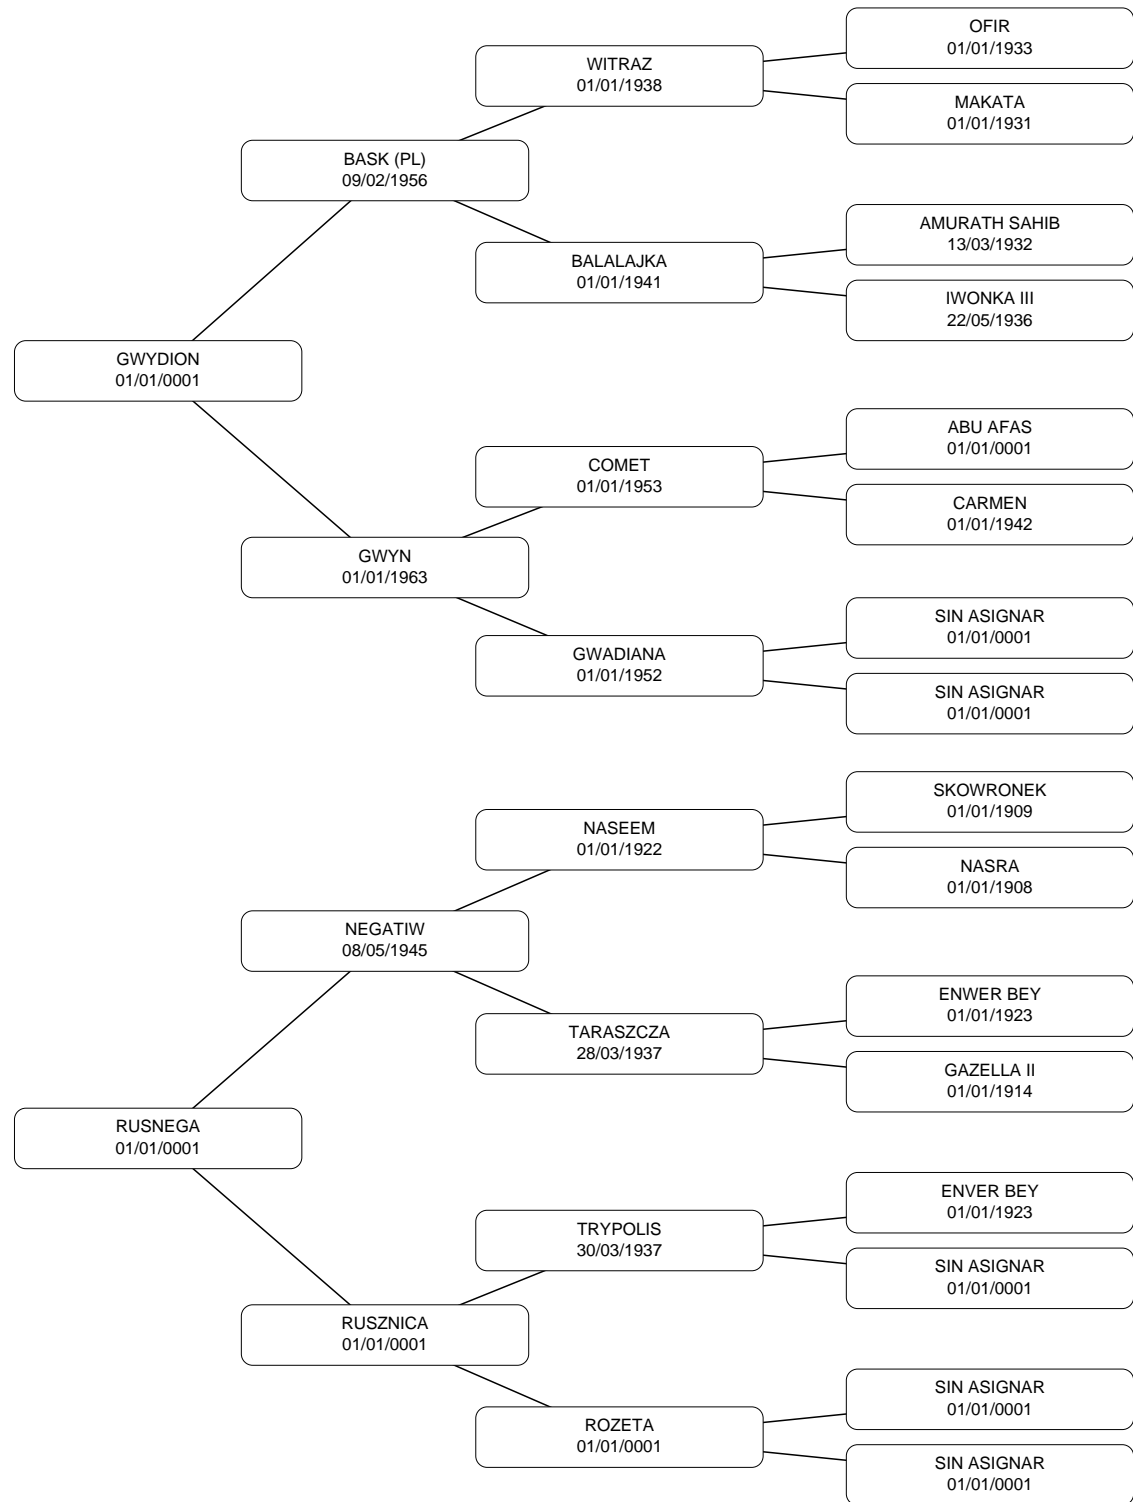 OFIR
01/01/1933
WITRAZ
01/01/1938
MAKATA
01/01/1931
BASK (PL)
09/02/1956
AMURATH SAHIB
13/03/1932
BALALAJKA
01/01/1941
IWONKA III
22/05/1936
GWYDION
01/01/0001
ABU AFAS
01/01/0001
COMET
01/01/1953
CARMEN
01/01/1942
GWYN
01/01/1963
SIN ASIGNAR
01/01/0001
GWADIANA
01/01/1952
SIN ASIGNAR
01/01/0001
SKOWRONEK
01/01/1909
NASEEM
01/01/1922
NASRA
01/01/1908
NEGATIW
08/05/1945
ENWER BEY
01/01/1923
TARASZCZA
28/03/1937
GAZELLA II
01/01/1914
RUSNEGA
01/01/0001
ENVER BEY
01/01/1923
TRYPOLIS
30/03/1937
SIN ASIGNAR
01/01/0001
RUSZNICA
01/01/0001
SIN ASIGNAR
01/01/0001
ROZETA
01/01/0001
SIN ASIGNAR
01/01/0001